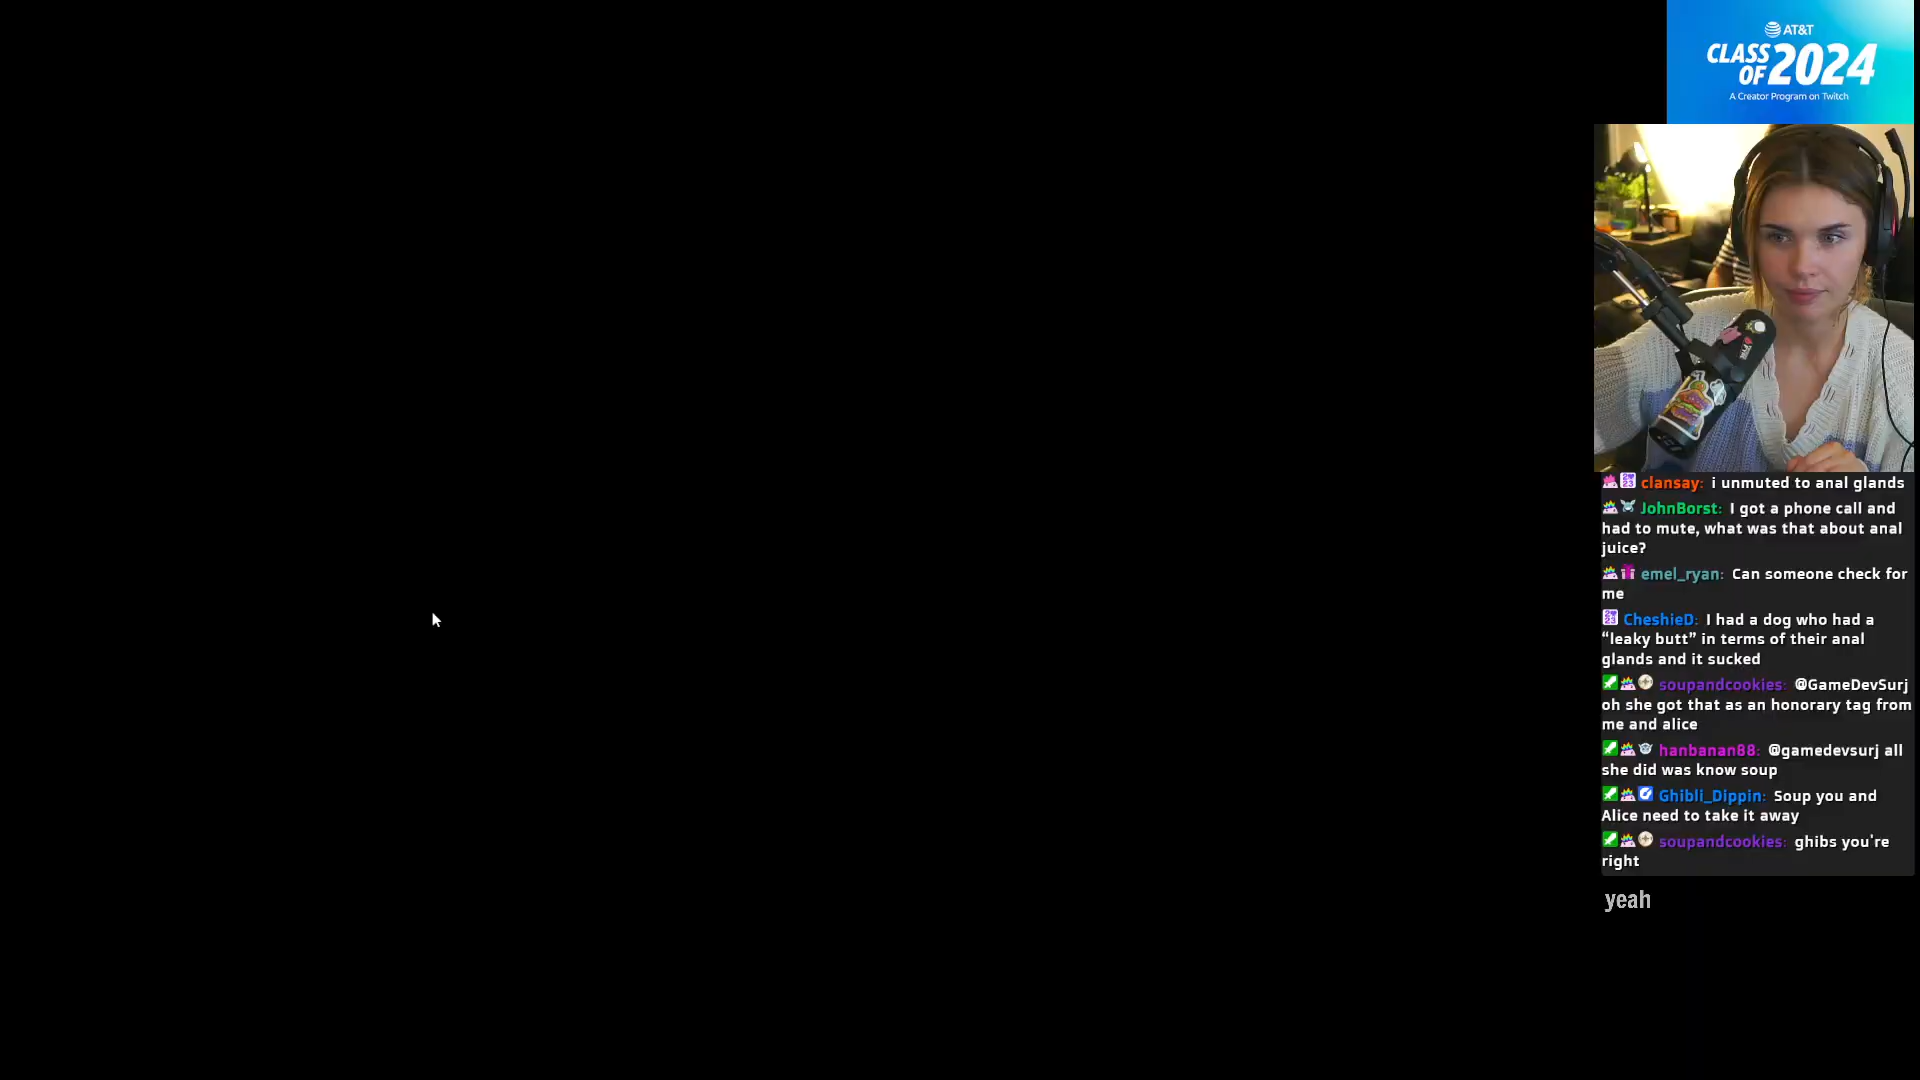 AT&T
CLASS
OF 2024
A Creator Program on Twitch
clansay: i unmuted to anal glands
JohnBorst: I got a phone call and
had to mute, what was that about anal
juice?
emel_ryan: Can someone check for
me
CheshieD: I had a dog who had a
“leaky butt” in terms of their anal
glands and it sucked
soupandcookies: @GameDevSurj
oh she got that as an honorary tag from
me and alice
hanbanan88: @gamedevsurj all
she did was know soup
Ghibli_Dippin: Soup you and
Alice need to take it away
soupandcookies: ghibs you're
right
yeah